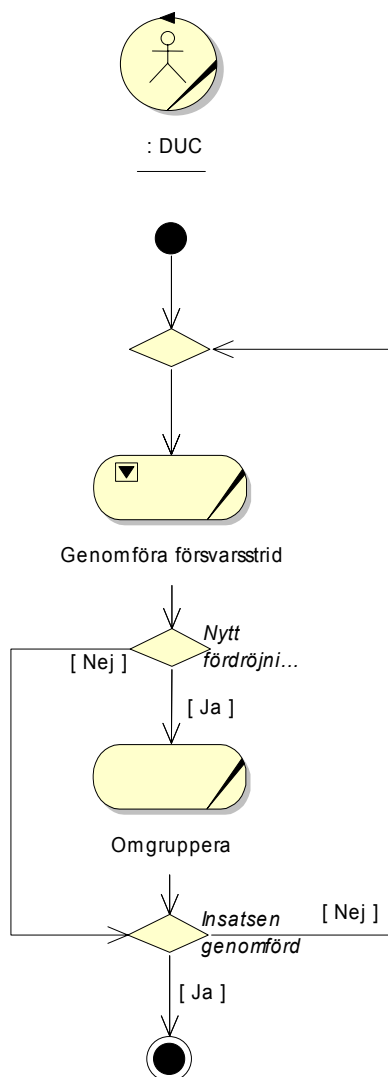 : DUC
Genomföra försvarsstrid
Nytt
fördröjni...
[ Nej ]
[ Ja ]
Omgruppera
Insatsen
genomförd
[ Nej ]
[ Ja ]